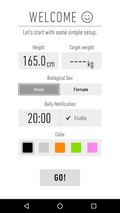 WELCOME
Let's start with some simple setup.
Height Target weight
165.0cm ----kg
Biological Sex
Male Female
Daily Notification
20:00 ✓ Enable
Color
GO!